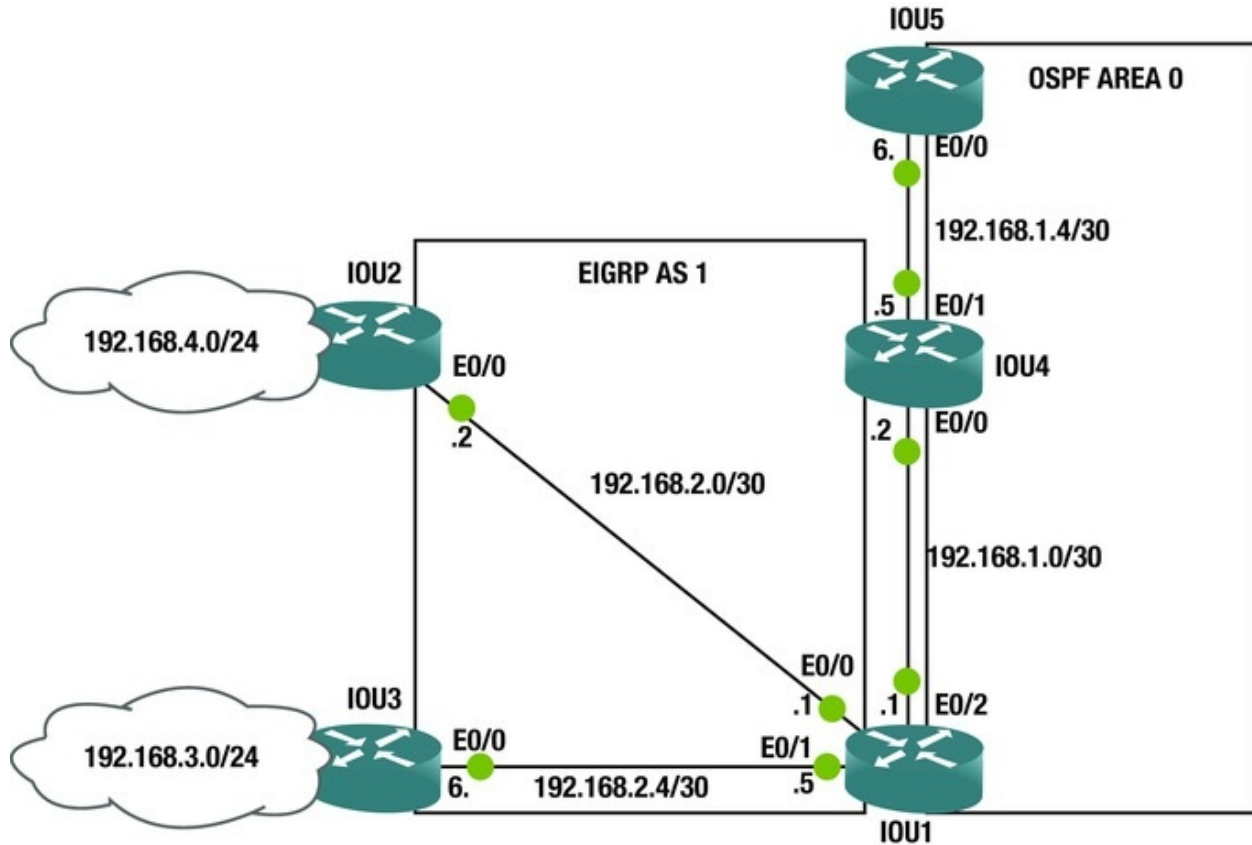 IOU5
OSPF AREA 0
6.
E0/0
192.168.1.4/30
IOU2
EIGRP AS 1
.5
E0/1
192.168.4.0/24
E0/0
IOU4
.2
.2
E0/0
192.168.2.0/30
192.168.1.0/30
IOU3
E0/0
.1
.1
E0/2
192.168.3.0/24
E0/0
E0/1
6.
192.168.2.4/30
.5
IOU1